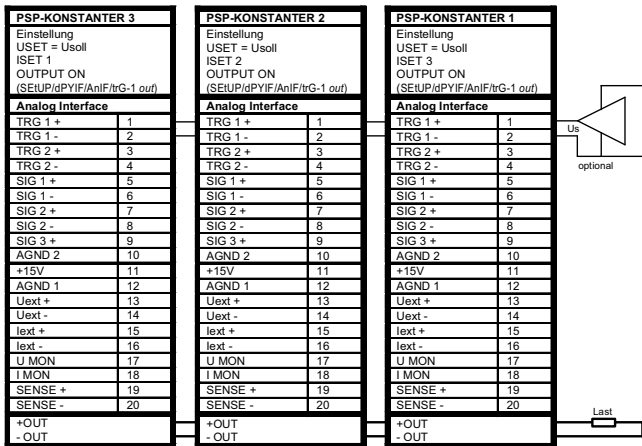 PSP-KONSTANTER 3
Einstellung
USET = Usoll
ISET 1
OUTPUT ON
(SEtUP/dPYIF/AnIF/trG-1 out)
Analog Interface
TRG 1 + 1
TRG 1 - 2
TRG 2 + 3
TRG 2 - 4
SIG 1 + 5
SIG 1 - 6
SIG 2 + 7
SIG 2 - 8
SIG 3 + 9
AGND 2 10
+15V 11
AGND 1 12
Uext + 13
Uext - 14
Iext + 15
Iext - 16
U MON 17
I MON 18
SENSE + 19
SENSE - 20
+OUT
- OUT
PSP-KONSTANTER 2
Einstellung
USET = Usoll
ISET 2
OUTPUT ON
(SEtUP/dPYIF/AnIF/trG-1 out)
Analog Interface
TRG 1 + 1
TRG 1 - 2
TRG 2 + 3
TRG 2 - 4
SIG 1 + 5
SIG 1 - 6
SIG 2 + 7
SIG 2 - 8
SIG 3 + 9
AGND 2 10
+15V 11
AGND 1 12
Uext + 13
Uext - 14
Iext + 15
Iext - 16
U MON 17
I MON 18
SENSE + 19
SENSE - 20
+OUT
- OUT
PSP-KONSTANTER 1
Einstellung
USET = Usoll
ISET 3
OUTPUT ON
(SEtUP/dPYIF/AnIF/trG-1 out)
Analog Interface
TRG 1 + 1
TRG 1 - 2
TRG 2 + 3
TRG 2 - 4
SIG 1 + 5
SIG 1 - 6
SIG 2 + 7
SIG 2 - 8
SIG 3 + 9
AGND 2 10
+15V 11
AGND 1 12
Uext + 13
Uext - 14
Iext + 15
Iext - 16
U MON 17
I MON 18
SENSE + 19
SENSE - 20
+OUT
- OUT
Us
optional
Last